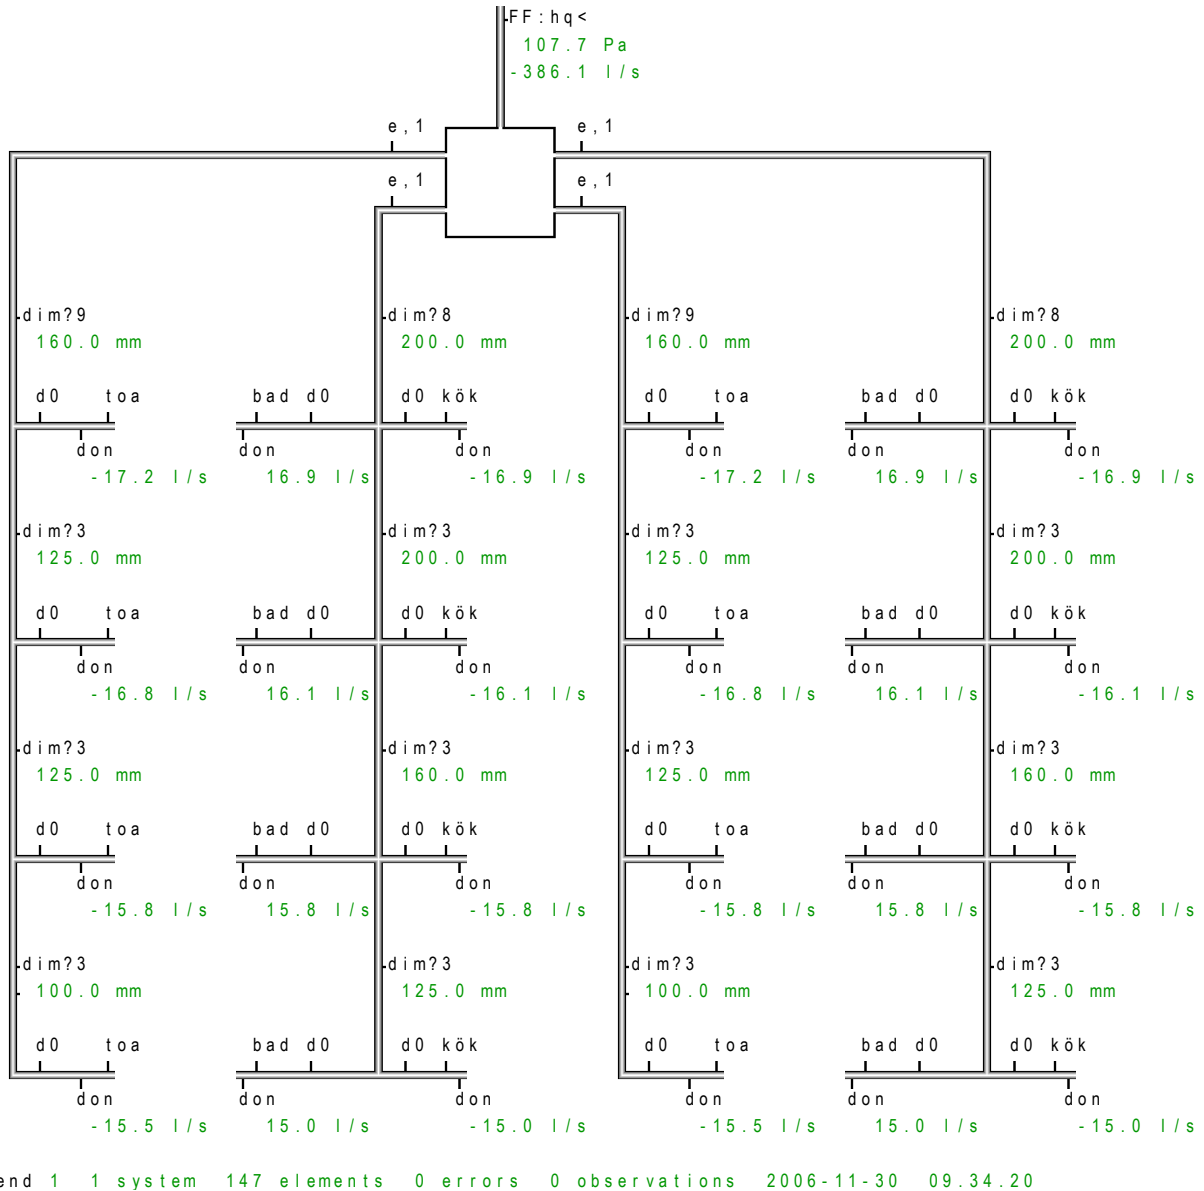 FF:hq<
107.7 Pa
-386.1 l/s
e,1 e,1
e,1 e,1
dim?9 dim?8 dim?9 dim?8
160.0 mm 200.0 mm 160.0 mm 200.0 mm
d0 toa bad d0 d0 kök d0 toa bad d0 d0 kök
don don don don don don
-17.2 l/s 16.9 l/s -16.9 l/s -17.2 l/s 16.9 l/s -16.9 l/s
dim?3 dim?3 dim?3 dim?3
125.0 mm 200.0 mm 125.0 mm 200.0 mm
d0 toa bad d0 d0 kök d0 toa bad d0 d0 kök
don don don don don don
-16.8 l/s 16.1 l/s -16.1 l/s -16.8 l/s 16.1 l/s -16.1 l/s
dim?3 dim?3 dim?3 dim?3
125.0 mm 160.0 mm 125.0 mm 160.0 mm
d0 toa bad d0 d0 kök d0 toa bad d0 d0 kök
don don don don don don
-15.8 l/s 15.8 l/s -15.8 l/s -15.8 l/s 15.8 l/s -15.8 l/s
dim?3 dim?3 dim?3 dim?3
100.0 mm 125.0 mm 100.0 mm 125.0 mm
d0 toa bad d0 d0 kök d0 toa bad d0 d0 kök
don don don don don don
-15.5 l/s 15.0 l/s -15.0 l/s -15.5 l/s 15.0 l/s -15.0 l/s
end 1 1 system 147 elements 0 errors 0 observations 2006-11-30 09.34.20